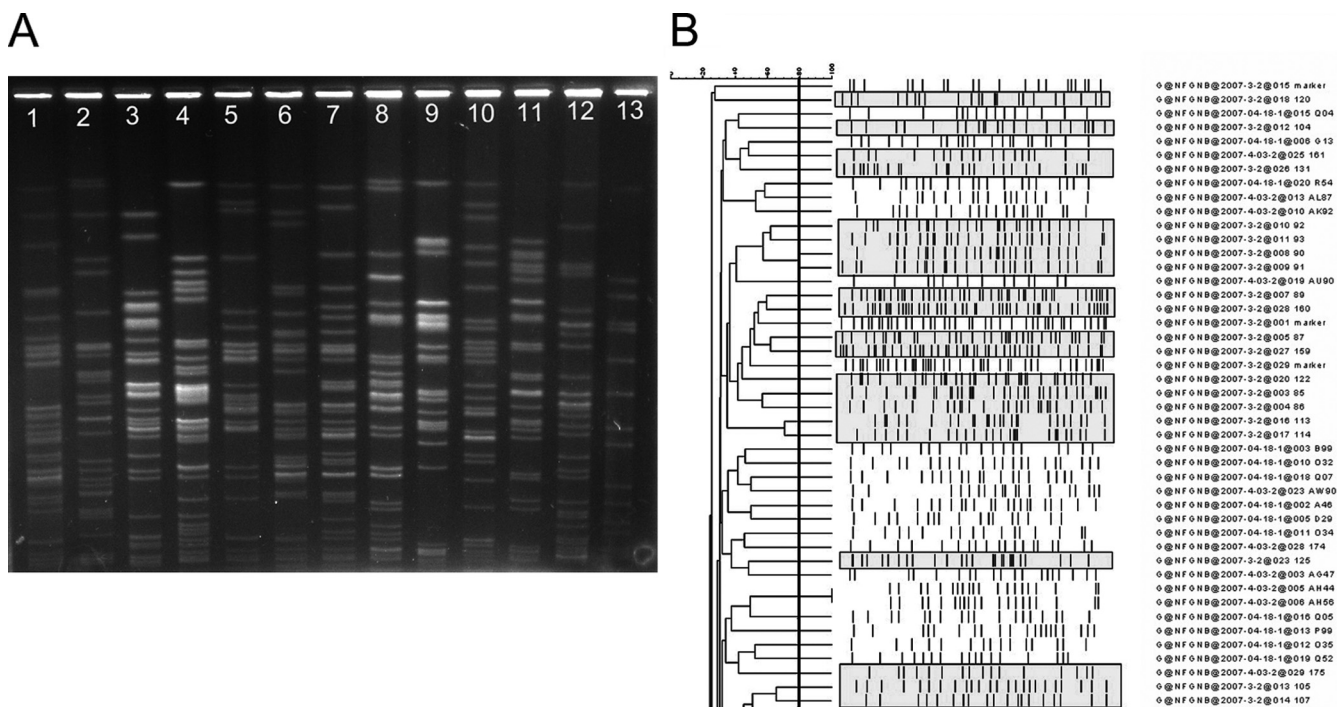 A
B
1 2 3 4 5 6 7 8 9 10 11 12 13
G@NFGNB@2007-3-2@015 marker
G@NFGNB@2007-3-2@018 120
G@NFGNB@2007-04-18-1@015 Q04
G@NFGNB@2007-3-2@012 104
G@NFGNB@2007-04-18-1@006 G13
G@NFGNB@2007-4-03-2@025 161
G@NFGNB@2007-3-2@026 131
G@NFGNB@2007-04-18-1@020 R54
G@NFGNB@2007-4-03-2@013 AL87
G@NFGNB@2007-4-03-2@010 AK92
G@NFGNB@2007-3-2@010 92
G@NFGNB@2007-3-2@011 93
G@NFGNB@2007-3-2@008 90
G@NFGNB@2007-3-2@009 91
G@NFGNB@2007-4-03-2@019 AU90
G@NFGNB@2007-3-2@007 89
G@NFGNB@2007-3-2@028 160
G@NFGNB@2007-3-2@001 marker
G@NFGNB@2007-3-2@005 87
G@NFGNB@2007-3-2@027 159
G@NFGNB@2007-3-2@029 marker
G@NFGNB@2007-3-2@020 122
G@NFGNB@2007-3-2@003 85
G@NFGNB@2007-3-2@004 86
G@NFGNB@2007-3-2@016 113
G@NFGNB@2007-3-2@017 114
G@NFGNB@2007-04-18-1@003 B99
G@NFGNB@2007-04-18-1@010 O32
G@NFGNB@2007-04-18-1@018 Q07
G@NFGNB@2007-4-03-2@023 AW90
G@NFGNB@2007-04-18-1@002 A46
G@NFGNB@2007-04-18-1@005 D29
G@NFGNB@2007-04-18-1@011 O34
G@NFGNB@2007-4-03-2@028 174
G@NFGNB@2007-3-2@023 125
G@NFGNB@2007-4-03-2@003 AG47
G@NFGNB@2007-4-03-2@005 AH44
G@NFGNB@2007-4-03-2@006 AH56
G@NFGNB@2007-04-18-1@016 Q05
G@NFGNB@2007-04-18-1@013 P99
G@NFGNB@2007-04-18-1@012 O35
G@NFGNB@2007-04-18-1@019 Q52
G@NFGNB@2007-4-03-2@029 175
G@NFGNB@2007-3-2@013 105
G@NFGNB@2007-3-2@014 107